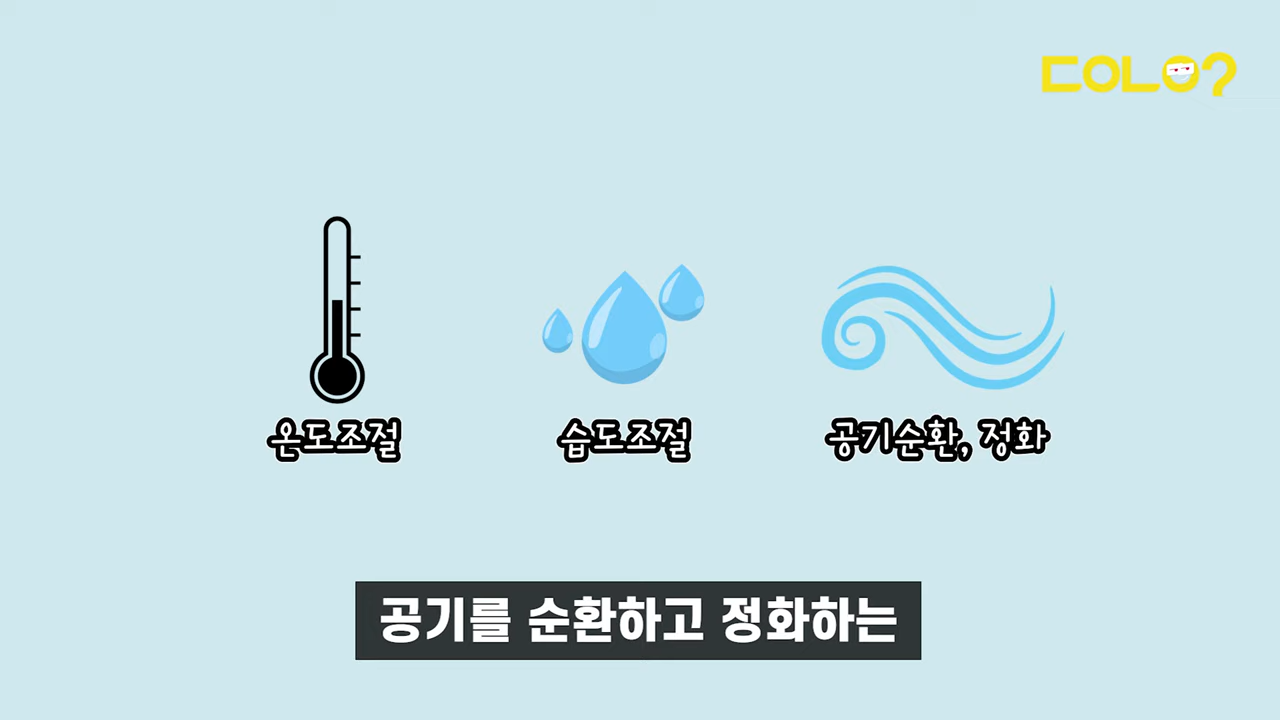 온도조절
습도조절
공기순환, 정화
공기를 순환하고 정화하는